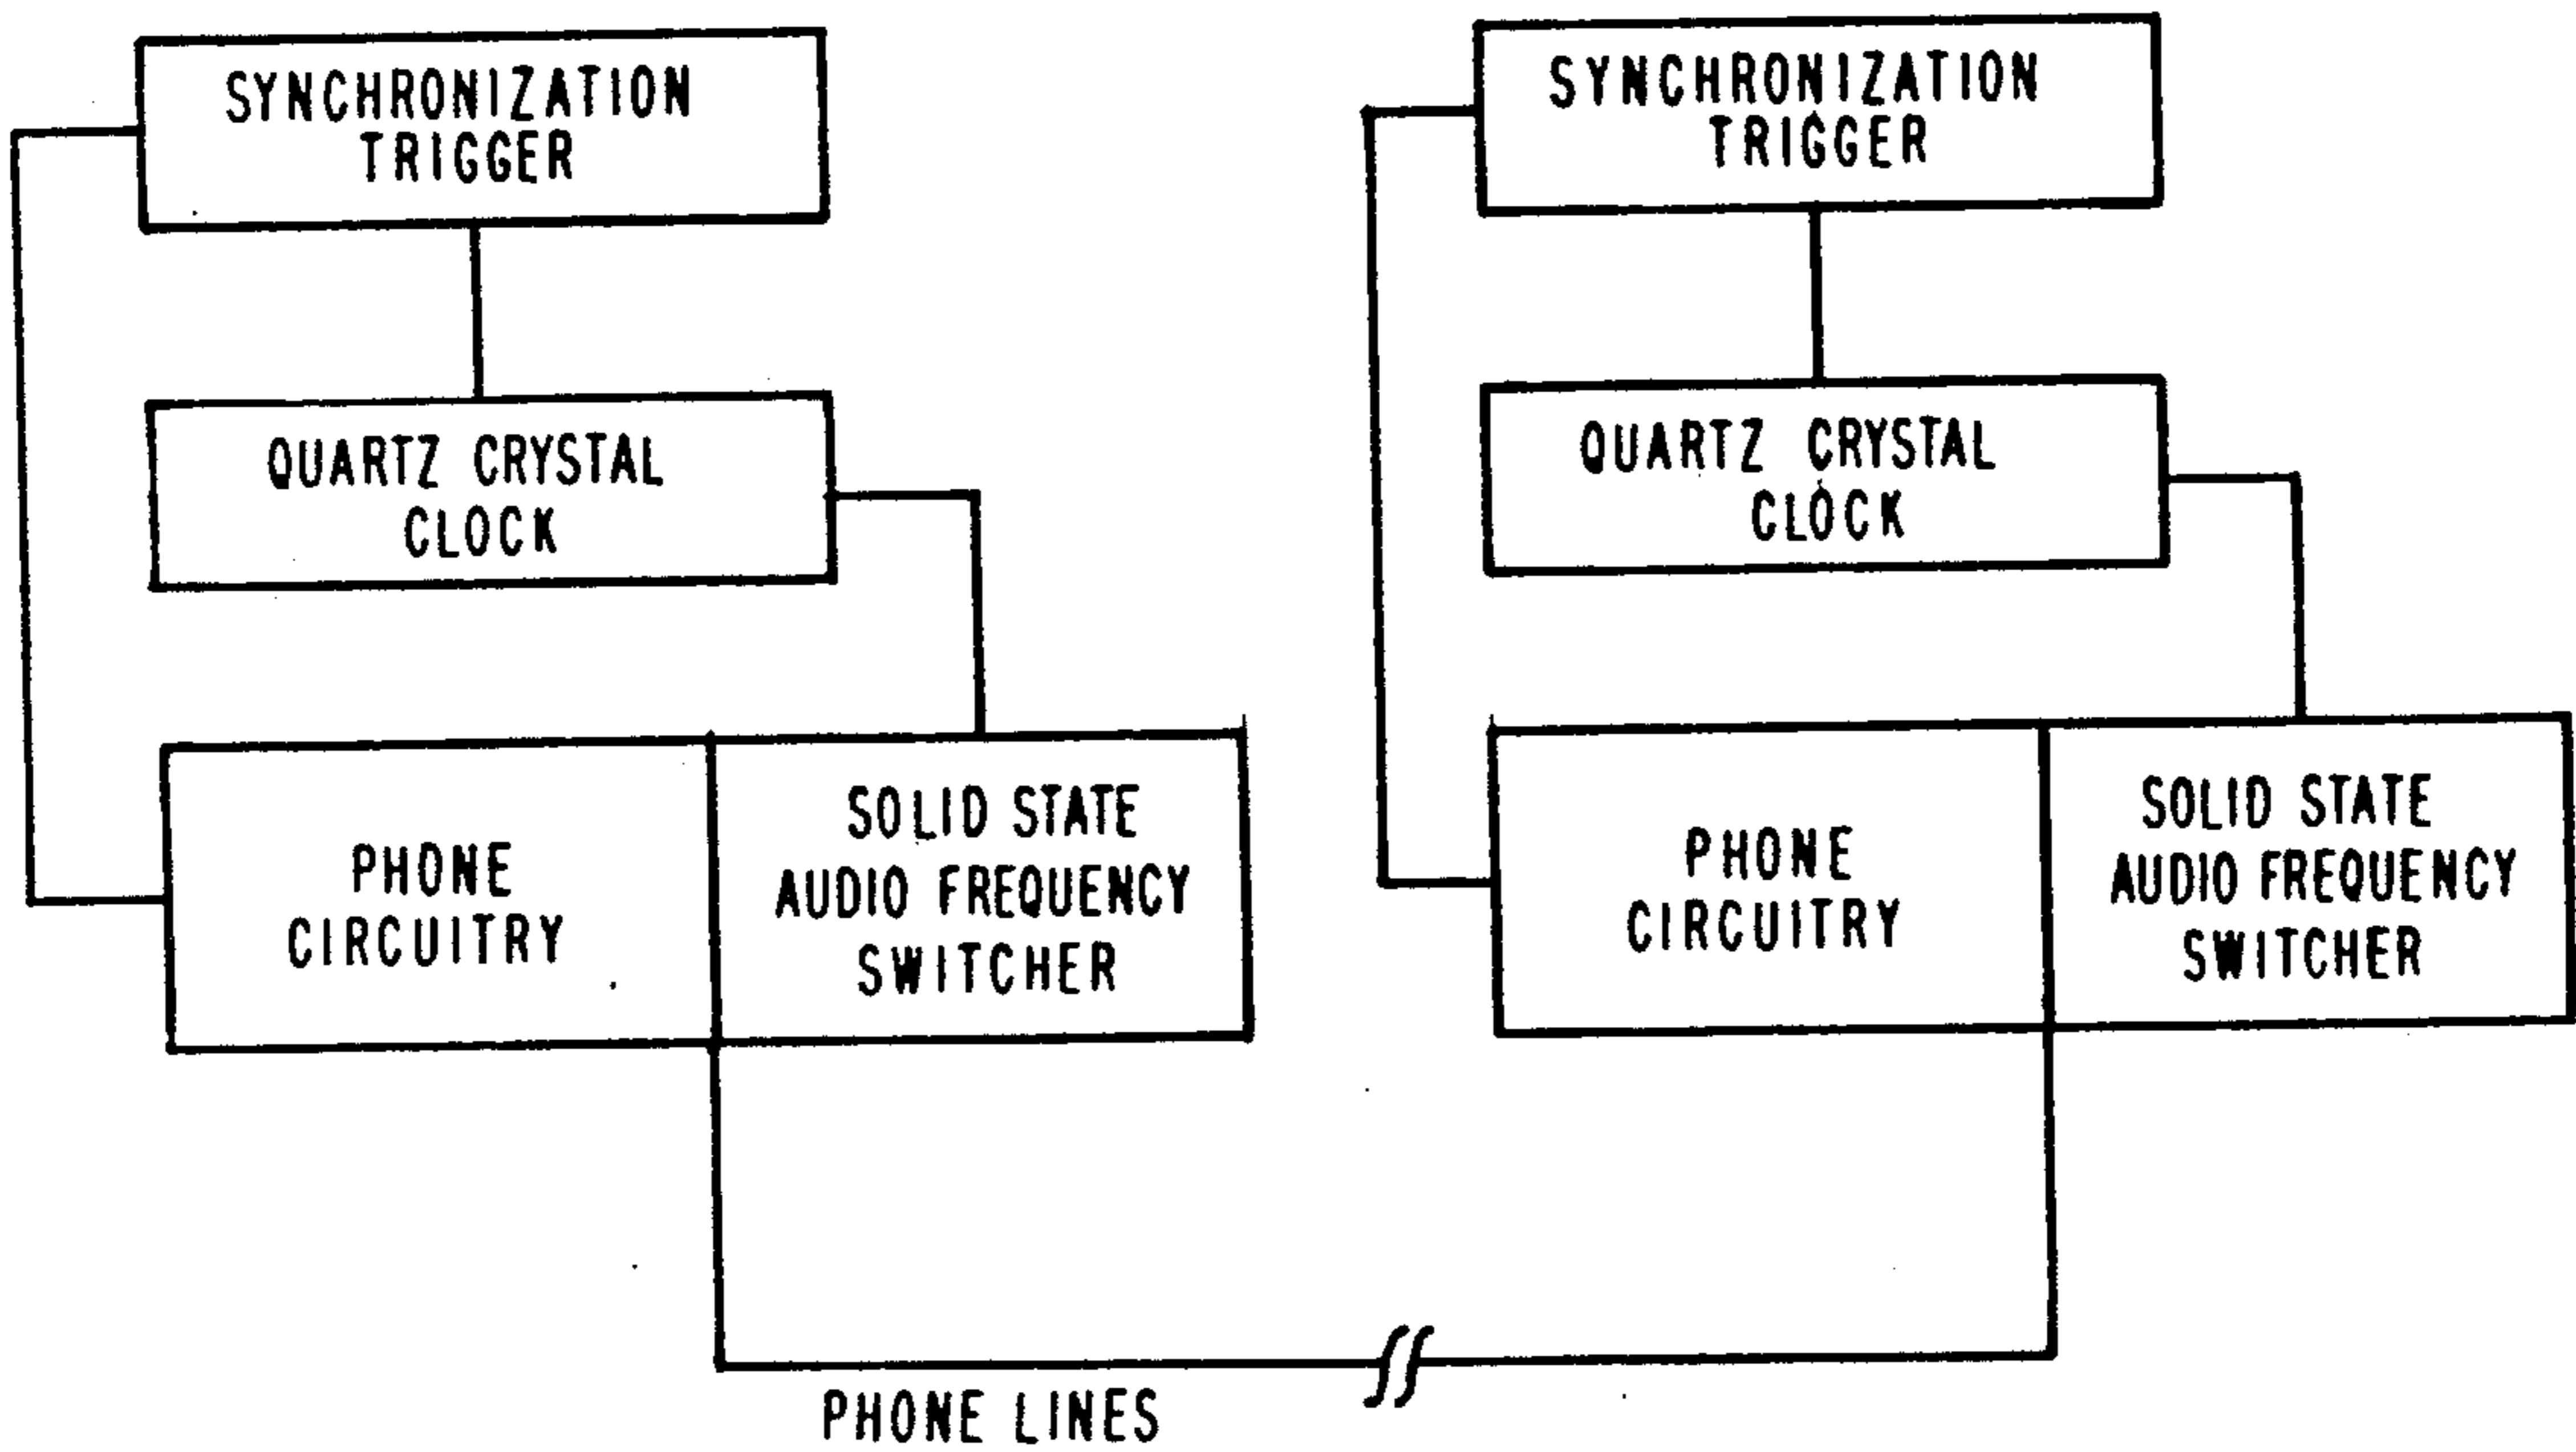 SYNCHRONIZATION
TRIGGER
QUARTZ CRYSTAL
CLOCK
PHONE
CIRCUITRY
SOLID STATE
AUDIO FREQUENCY
SWITCHER
SYNCHRONIZATION
TRIGGER
QUARTZ CRYSTAL
CLOCK
PHONE
CIRCUITRY
SOLID STATE
AUDIO FREQUENCY
SWITCHER
PHONE LINES